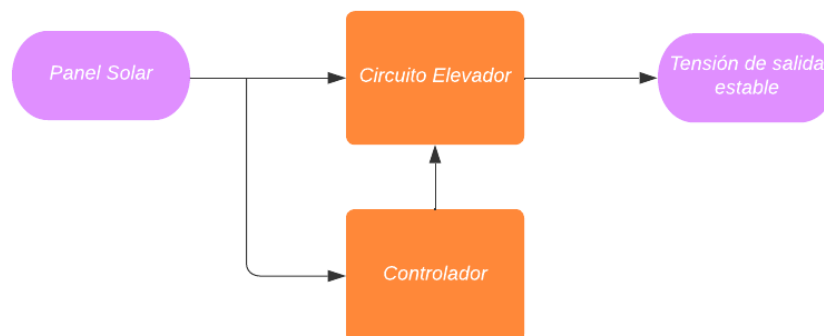 Panel Solar
Circuito Elevador
Tensión de salida
estable
Controlador